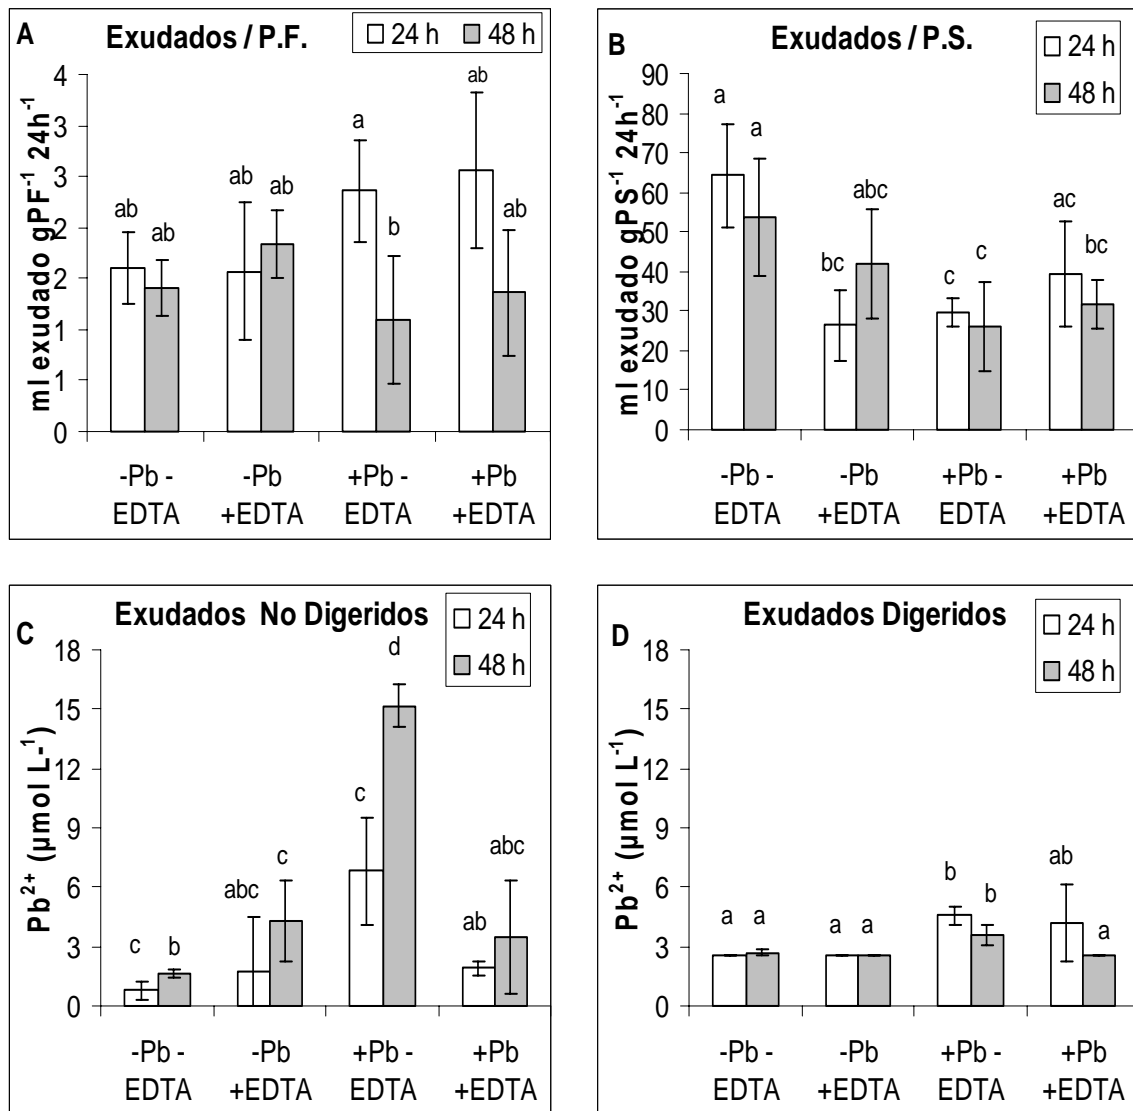 A
Exudados / P.F.
24 h
48 h
ml exudado gPF⁻¹ 24h⁻¹
4
3
3
2
2
1
1
0
ab
ab
ab
ab
a
b
ab
ab
-Pb -
EDTA
-Pb
+EDTA
+Pb -
EDTA
+Pb
+EDTA
B
Exudados / P.S.
24 h
48 h
ml exudado gPS⁻¹ 24h⁻¹
90
80
70
60
50
40
30
20
10
0
a
a
bc
abc
c
c
ac
bc
-Pb -
EDTA
-Pb
+EDTA
+Pb -
EDTA
+Pb
+EDTA
C
Exudados No Digeridos
24 h
48 h
Pb²⁺ (µmol L-¹)
18
15
12
9
6
3
0
c
b
abc
c
c
d
ab
abc
-Pb -
EDTA
-Pb
+EDTA
+Pb -
EDTA
+Pb
+EDTA
D
Exudados Digeridos
24 h
48 h
Pb²⁺ (µmol L⁻¹)
18
15
12
9
6
3
0
a
a
a
a
b
b
ab
a
-Pb -
EDTA
-Pb
+EDTA
+Pb -
EDTA
+Pb
+EDTA